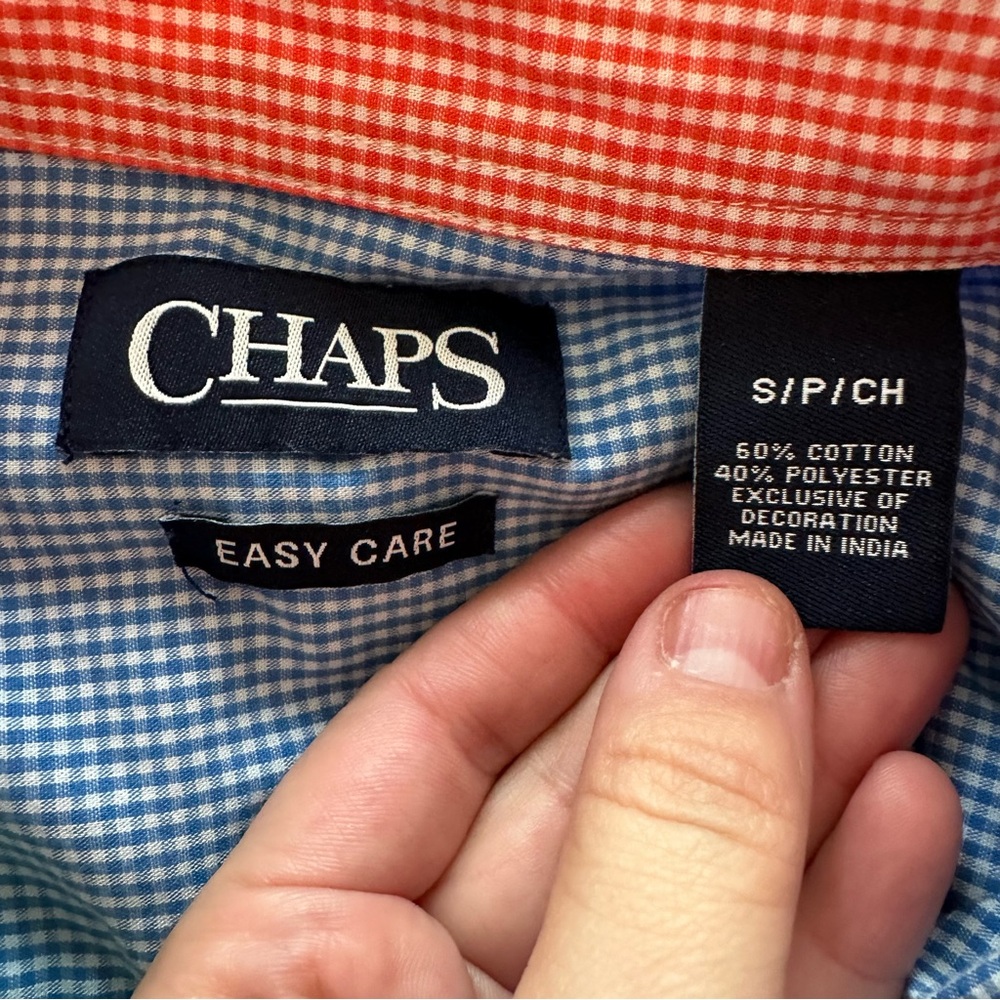 CHAPS
EASY CARE
S/P/CH
60% COTTON
40% POLYESTER
EXCLUSIVE OF
DECORATION
MADE IN INDIA